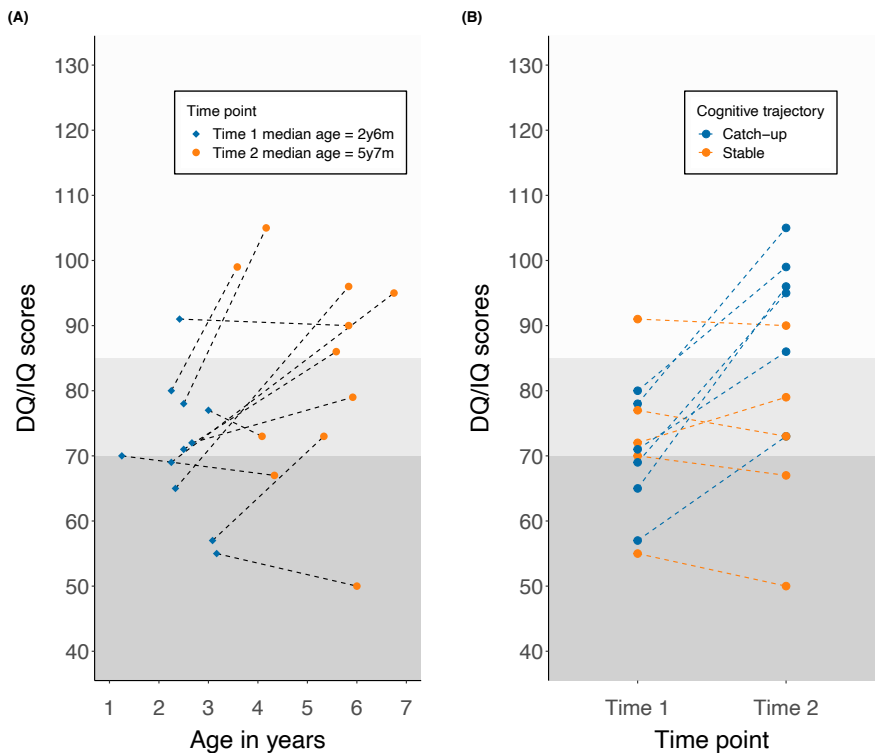 (A)
DQ/IQ scores
130
120
110
100
90
80
70
60
50
40
Time point
Time 1 median age = 2y6m
Time 2 median age = 5y7m
1 2 3 4 5 6 7
Age in years
(B)
DQ/IQ scores
130
120
110
100
90
80
70
60
50
40
Cognitive trajectory
Catch−up
Stable
Time 1 Time 2
Time point